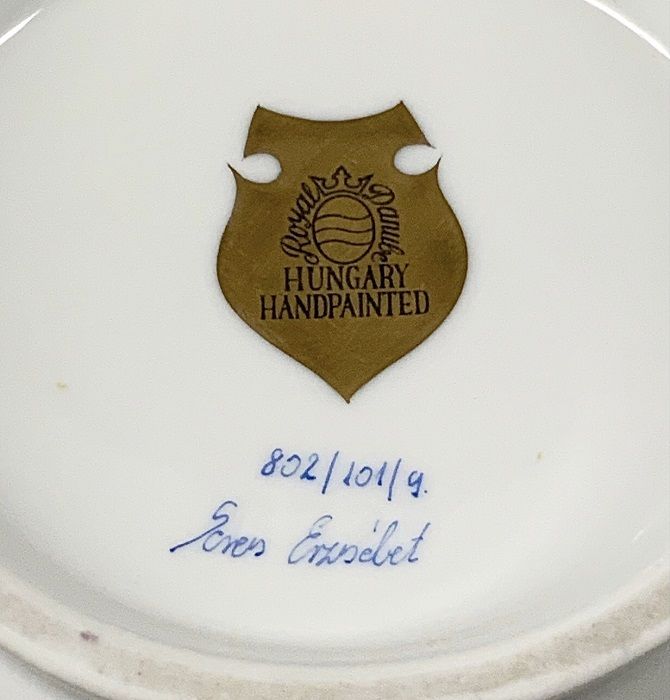 Royal Danube
HUNGARY
HANDPAINTED
802/101/9.
Erzsébet